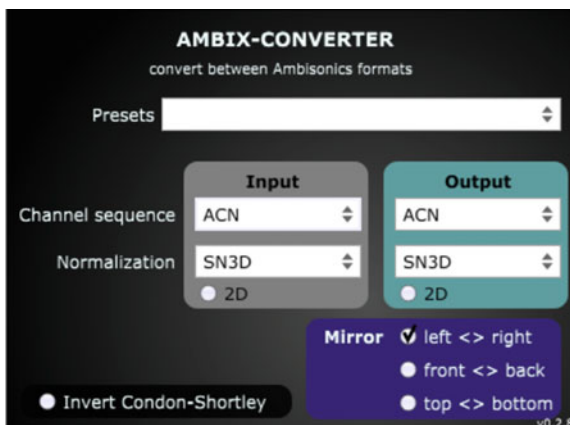 AMBIX-CONVERTER
convert between Ambisonics formats
Presets
Input
Output
Channel sequence
ACN
ACN
Normalization
SN3D
SN3D
2D
2D
Mirror
left <> right
front <> back
top <> bottom
Invert Condon-Shortley